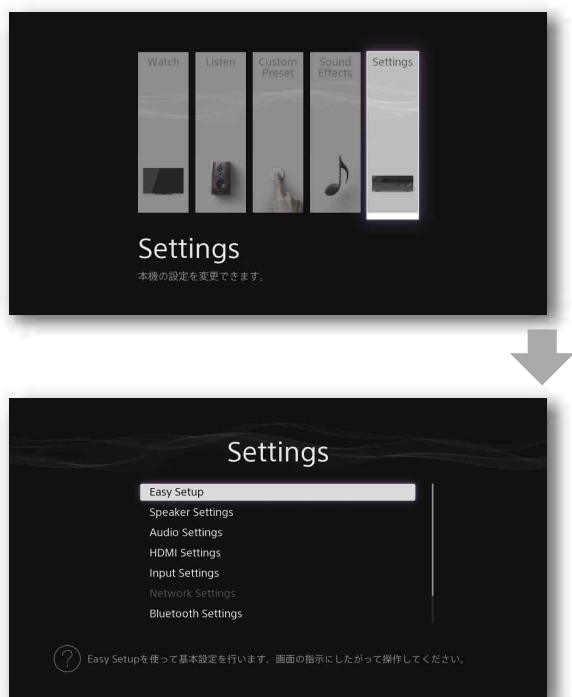 Watch
Listen
Custom
Preset
Sound
Effects
Settings
Settings
本機の設定を変更できます。
Settings
Easy Setup
Speaker Settings
Audio Settings
HDMI Settings
Input Settings
Network Settings
Bluetooth Settings
? Easy Setupを使って基本設定を行います。画面の指示にしたがって操作してください。